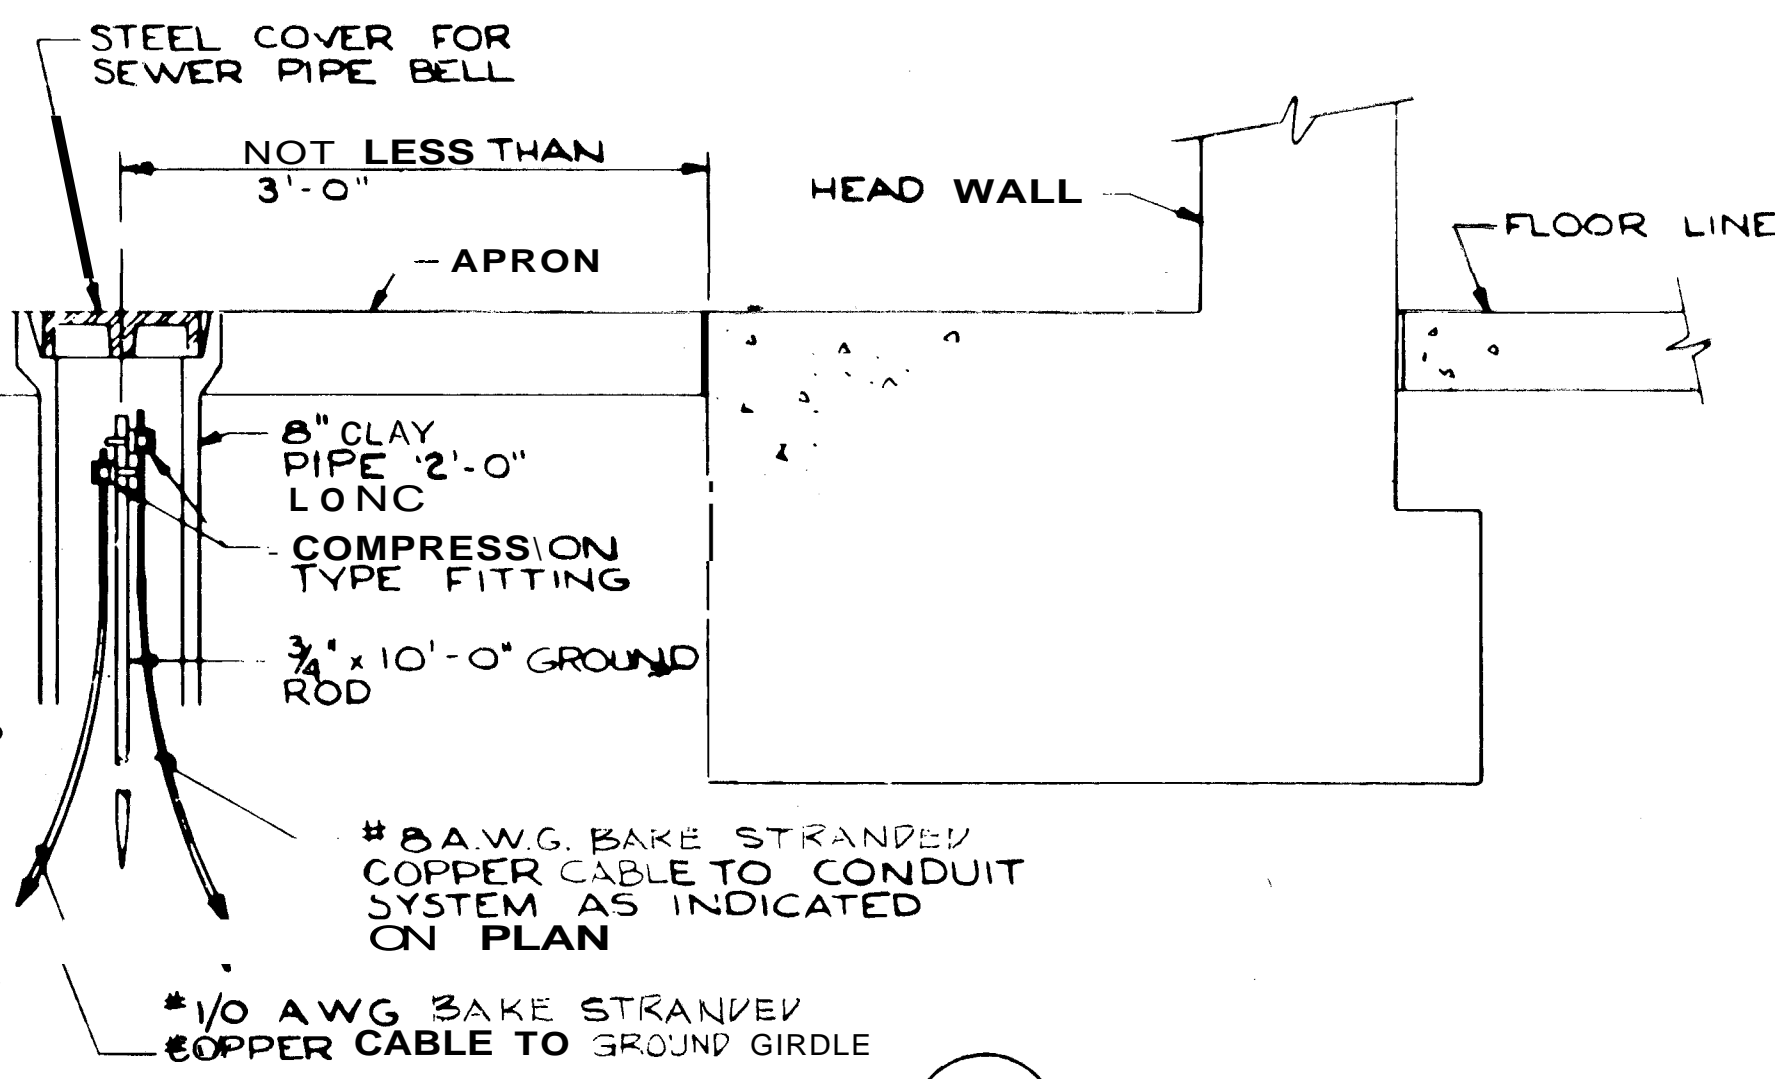 STEEL COVER FOR
SEWER PIPE BELL
NOT LESS THAN
3'-0"
HEAD WALL
FLOOR LINE
APRON
8" CLAY
PIPE '2'-0"
LONC
COMPRESSION
TYPE FITTING
3/4" x 10'-0" GROUND
ROD
#8 A.W.G. BAKE STRANDED
COPPER CABLE TO CONDUIT
SYSTEM AS INDICATED
ON PLAN
#1/0 AWG BAKE STRANDED
COPPER CABLE TO GROUND GIRDLE